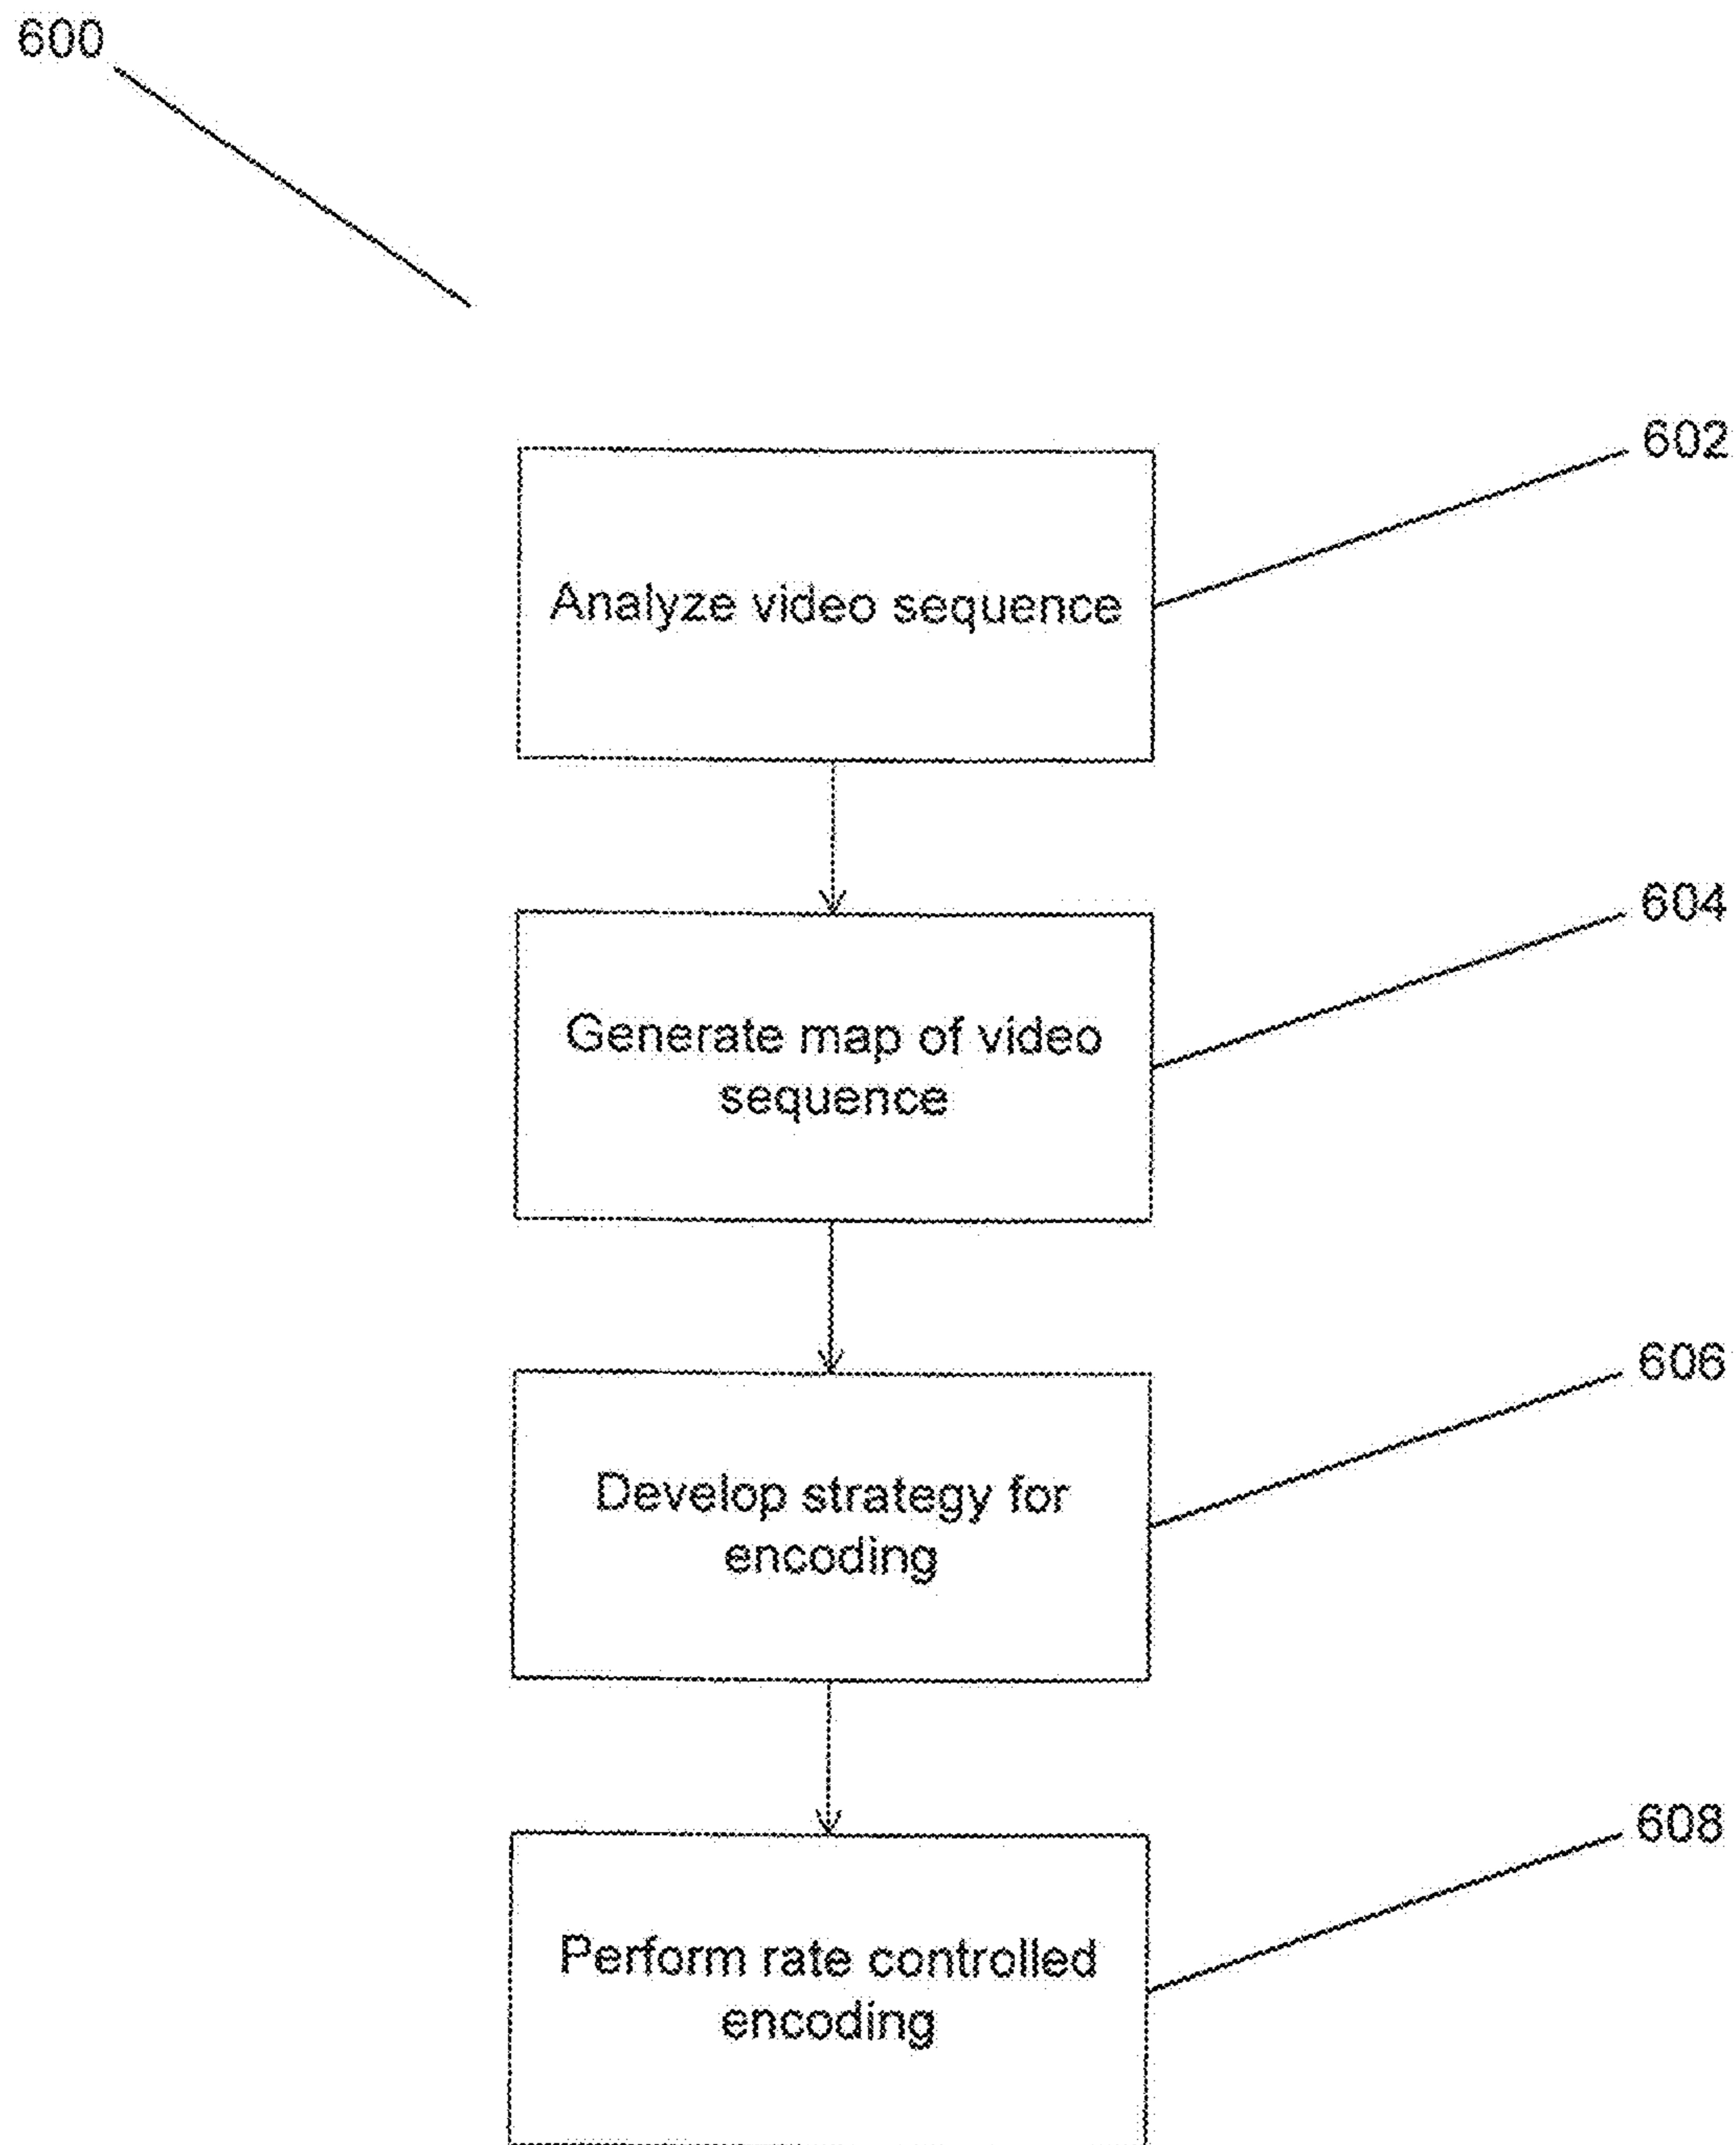 600
602
Analyze video sequence
604
Generate map of video
sequence
606
Develop strategy for
encoding
608
Perform rate controlled
encoding